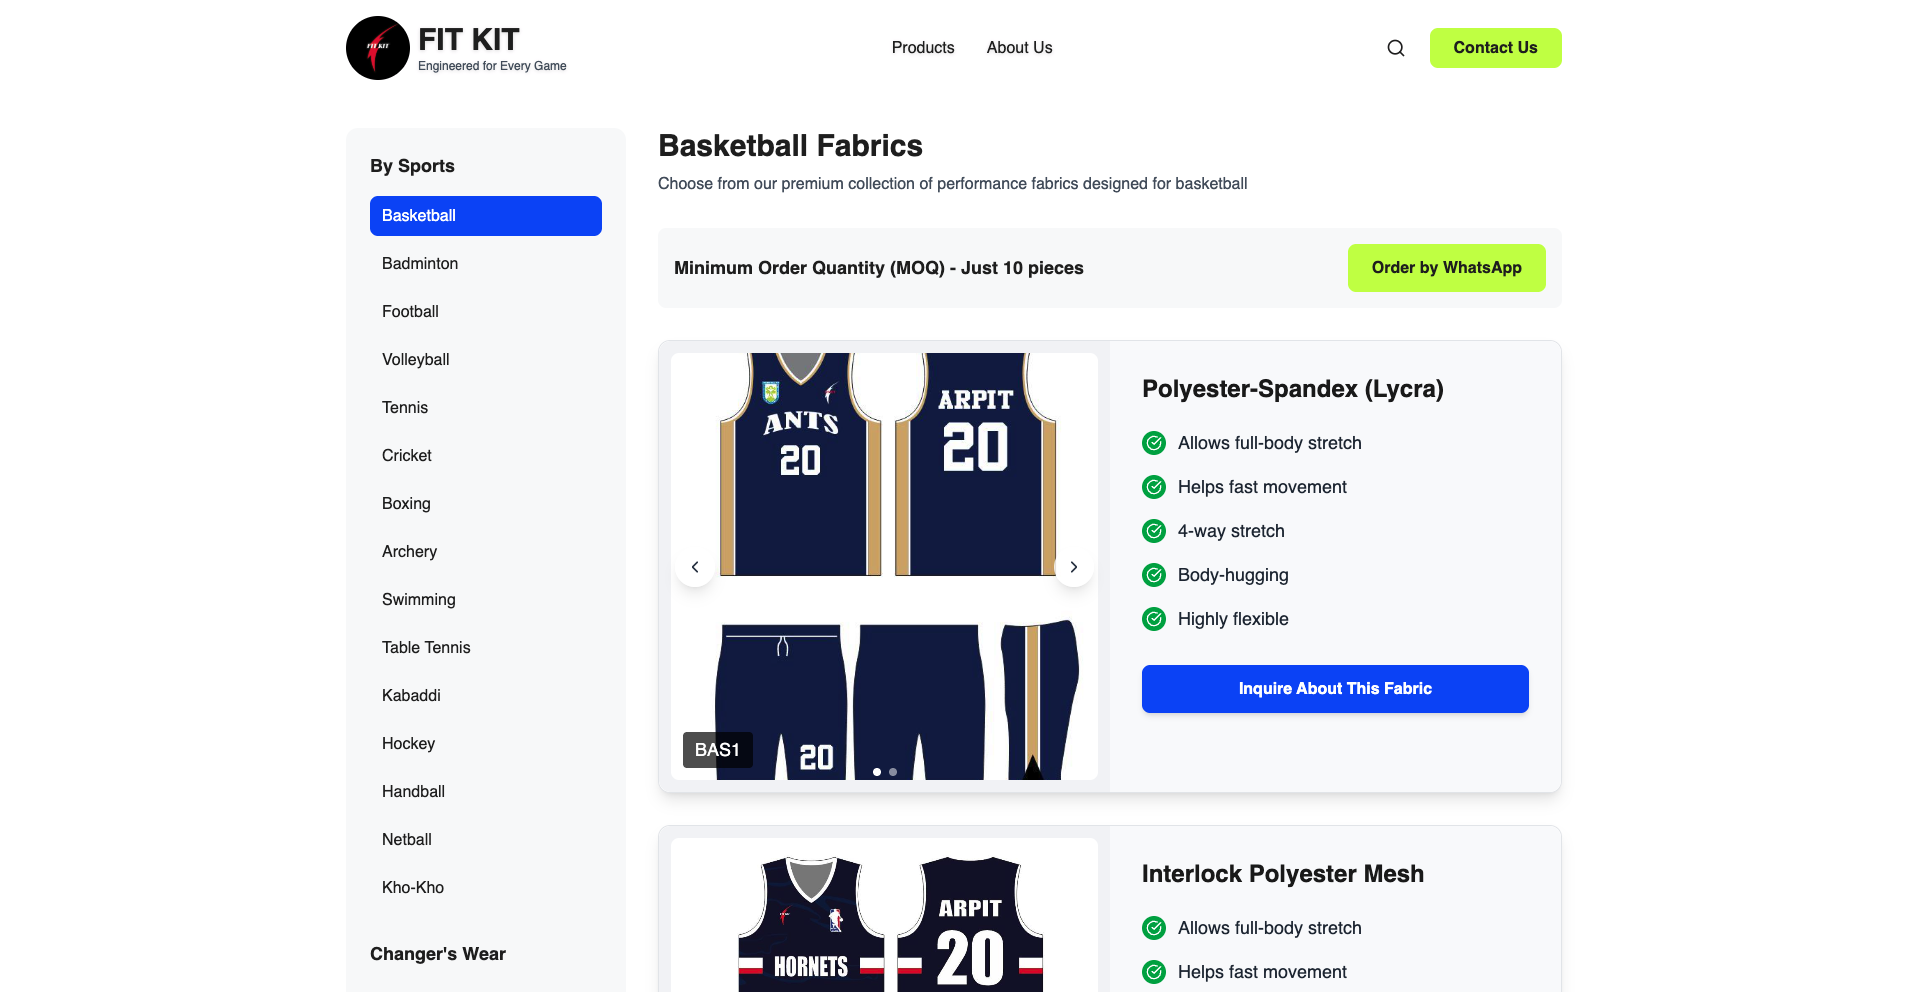 FIT KIT
FIT KIT
Engineered for Every Game
Products
About Us
Contact Us
By Sports
Basketball
Badminton
Football
Volleyball
Tennis
Cricket
Boxing
Archery
Swimming
Table Tennis
Kabaddi
Hockey
Handball
Netball
Kho-Kho
Changer's Wear
Basketball Fabrics
Choose from our premium collection of performance fabrics designed for basketball
Minimum Order Quantity (MOQ) - Just 10 pieces
Order by WhatsApp
ANTS
20
ARPIT
20
20
BAS1
Polyester-Spandex (Lycra)
Allows full-body stretch
Helps fast movement
4-way stretch
Body-hugging
Highly flexible
Inquire About This Fabric
HORNETS
ARPIT
20
Interlock Polyester Mesh
Allows full-body stretch
Helps fast movement